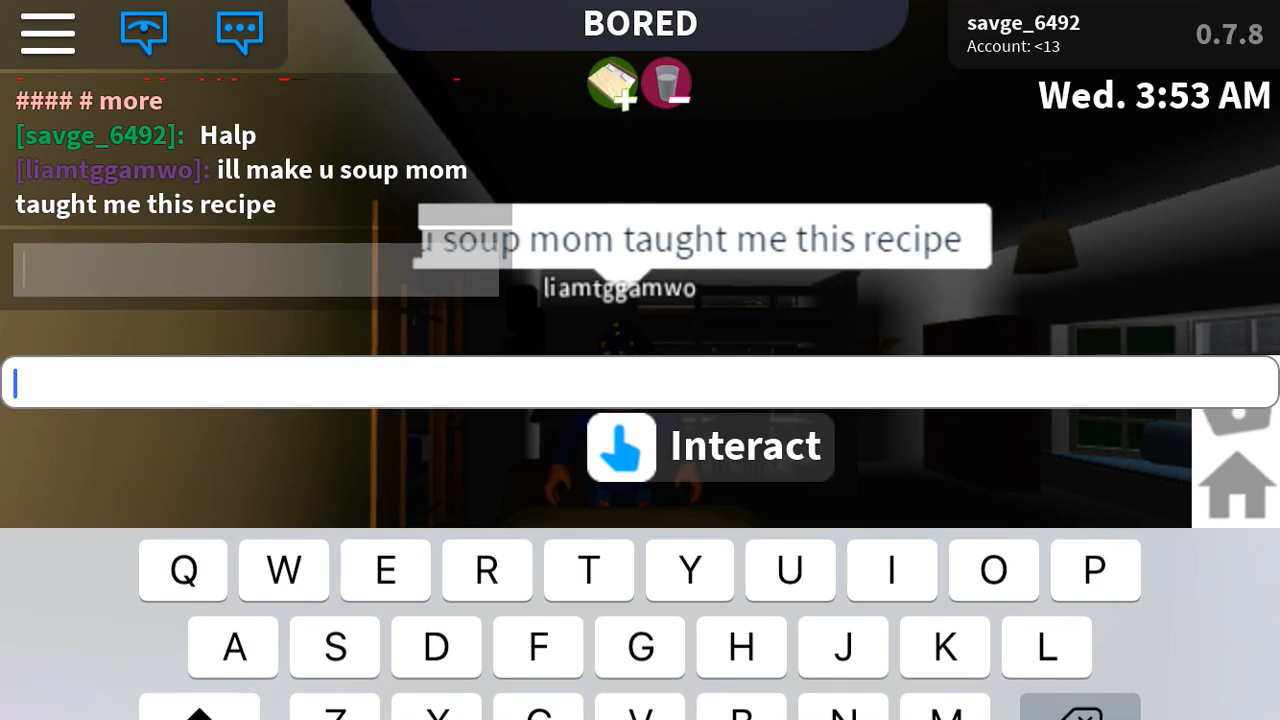 BORED
savge_6492
Account: <13
0.7.8
Wed. 3:53 AM
#### # more
[savge_6492]: Halp
[liamtggamwo]: ill make u soup mom
taught me this recipe
u soup mom taught me this recipe
liamtggamwo
Interact
Q W E R T Y U I O P
A S D F G H J K L
Z X C V B N M